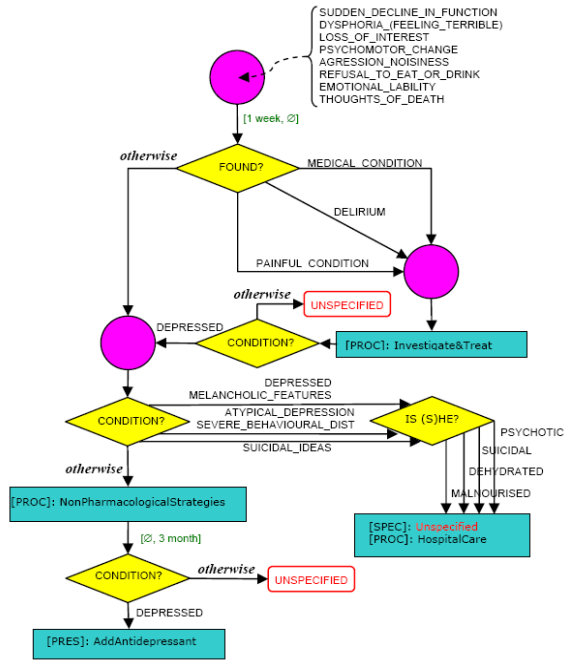 SUDDEN_DECLINE_IN_FUNCTION
DYSPHORIA_(FEELING_TERRIBLE)
LOSS_OF_INTEREST
PSYCHOMOTOR_CHANGE
AGRESSION_NOISINESS
REFUSAL_TO_EAT_OR_DRINK
EMOTIONAL_LABILITY
THOUGHTS_OF_DEATH
[1 week, ∅]
otherwise
FOUND?
MEDICAL_CONDITION
DELIRIUM
PAINFUL_CONDITION
otherwise
UNSPECIFIED
DEPRESSED
CONDITION?
[PROC]: Investigate&Treat
DEPRESSED
MELANCHOLIC_FEATURES
CONDITION?
ATYPICAL_DEPRESSION
SEVERE_BEHAVIOURAL_DIST
SUICIDAL_IDEAS
IS (S)HE?
PSYCHOTIC
SUICIDAL
DEHYDRATED
MALNOURISED
otherwise
[PROC]: NonPharmacologicalStrategies
[SPEC]: Unspecified
[PROC]: HospitalCare
[∅, 3 month]
CONDITION?
otherwise
UNSPECIFIED
DEPRESSED
[PRES]: AddAntidepressant